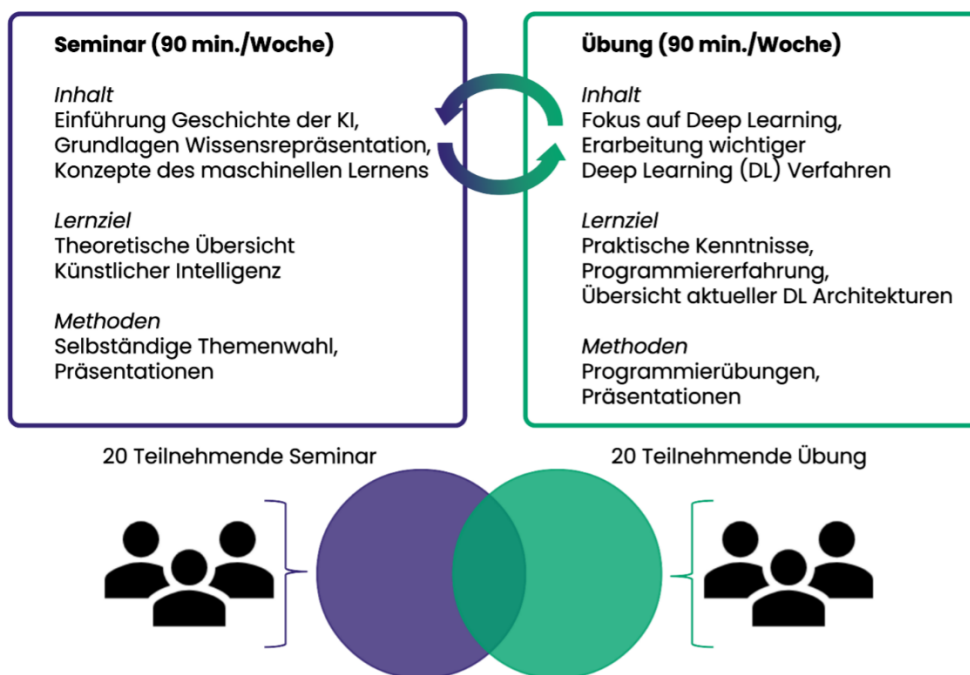 Seminar (90 min./Woche)
Inhalt
Einführung Geschichte der KI,
Grundlagen Wissensrepräsentation,
Konzepte des maschinellen Lernens
Lernziel
Theoretische Übersicht
Künstlicher Intelligenz
Methoden
Selbständige Themenwahl,
Präsentationen
Übung (90 min./Woche)
Inhalt
Fokus auf Deep Learning,
Erarbeitung wichtiger
Deep Learning (DL) Verfahren
Lernziel
Praktische Kenntnisse,
Programmiererfahrung,
Übersicht aktueller DL Architekturen
Methoden
Programmierübungen,
Präsentationen
20 Teilnehmende Seminar
20 Teilnehmende Übung